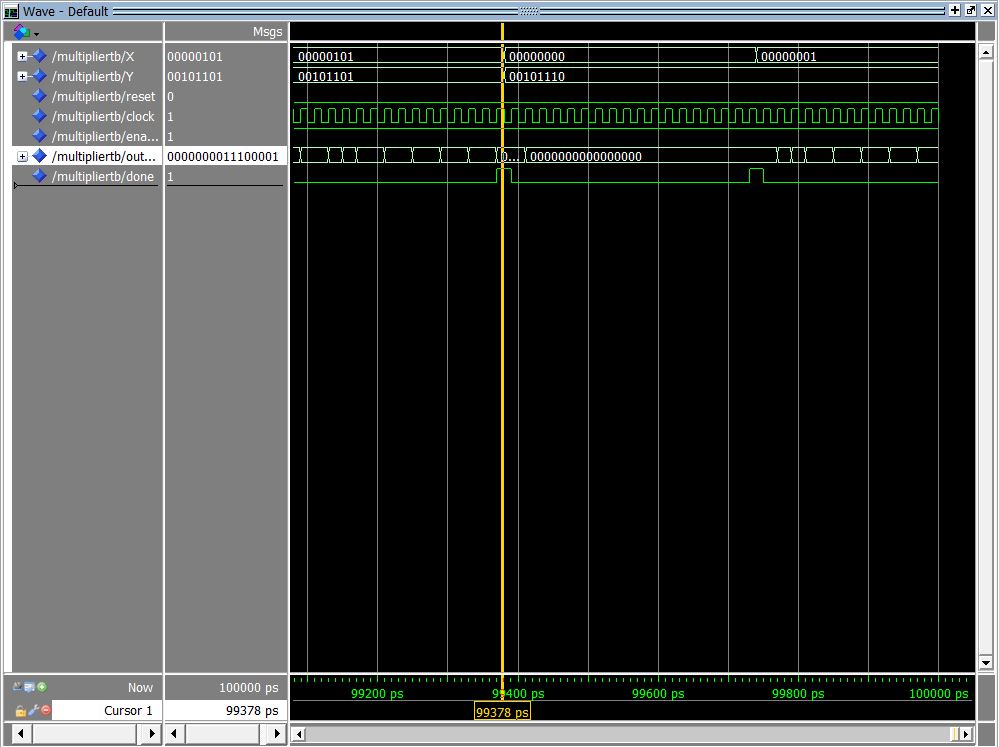 Wave - Default
Msgs
/multipliertb/X 00000101 00000101 00000000 00000001
/multipliertb/Y 00101101 00101101 00101110
/multipliertb/reset 0
/multipliertb/clock 1
/multipliertb/ena... 1
/multipliertb/out... 0000000011100001 0... 0000000000000000
/multipliertb/done 1
Now 100000 ps 99200 ps 99400 ps 99600 ps 99800 ps 100000 ps
Cursor 1 99378 ps 99378 ps